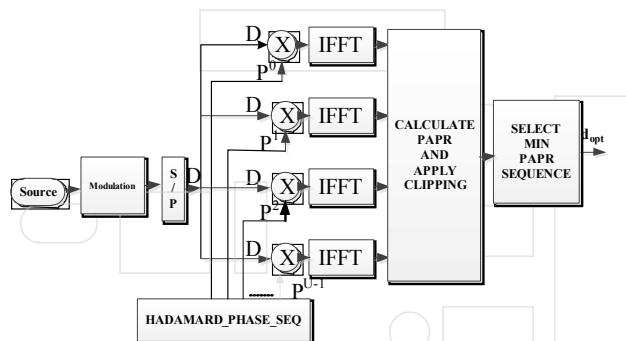 D
X
IFFT
P0
D
X
IFFT
P1
CALCULATE
PAPR
AND
APPLY
CLIPPING
SELECT
MIN
PAPR
SEQUENCE
dopt
Source
Modulation
S
/
P
D
D
X
IFFT
P2
D
X
IFFT
PU-1
HADAMARD_PHASE_SEQ